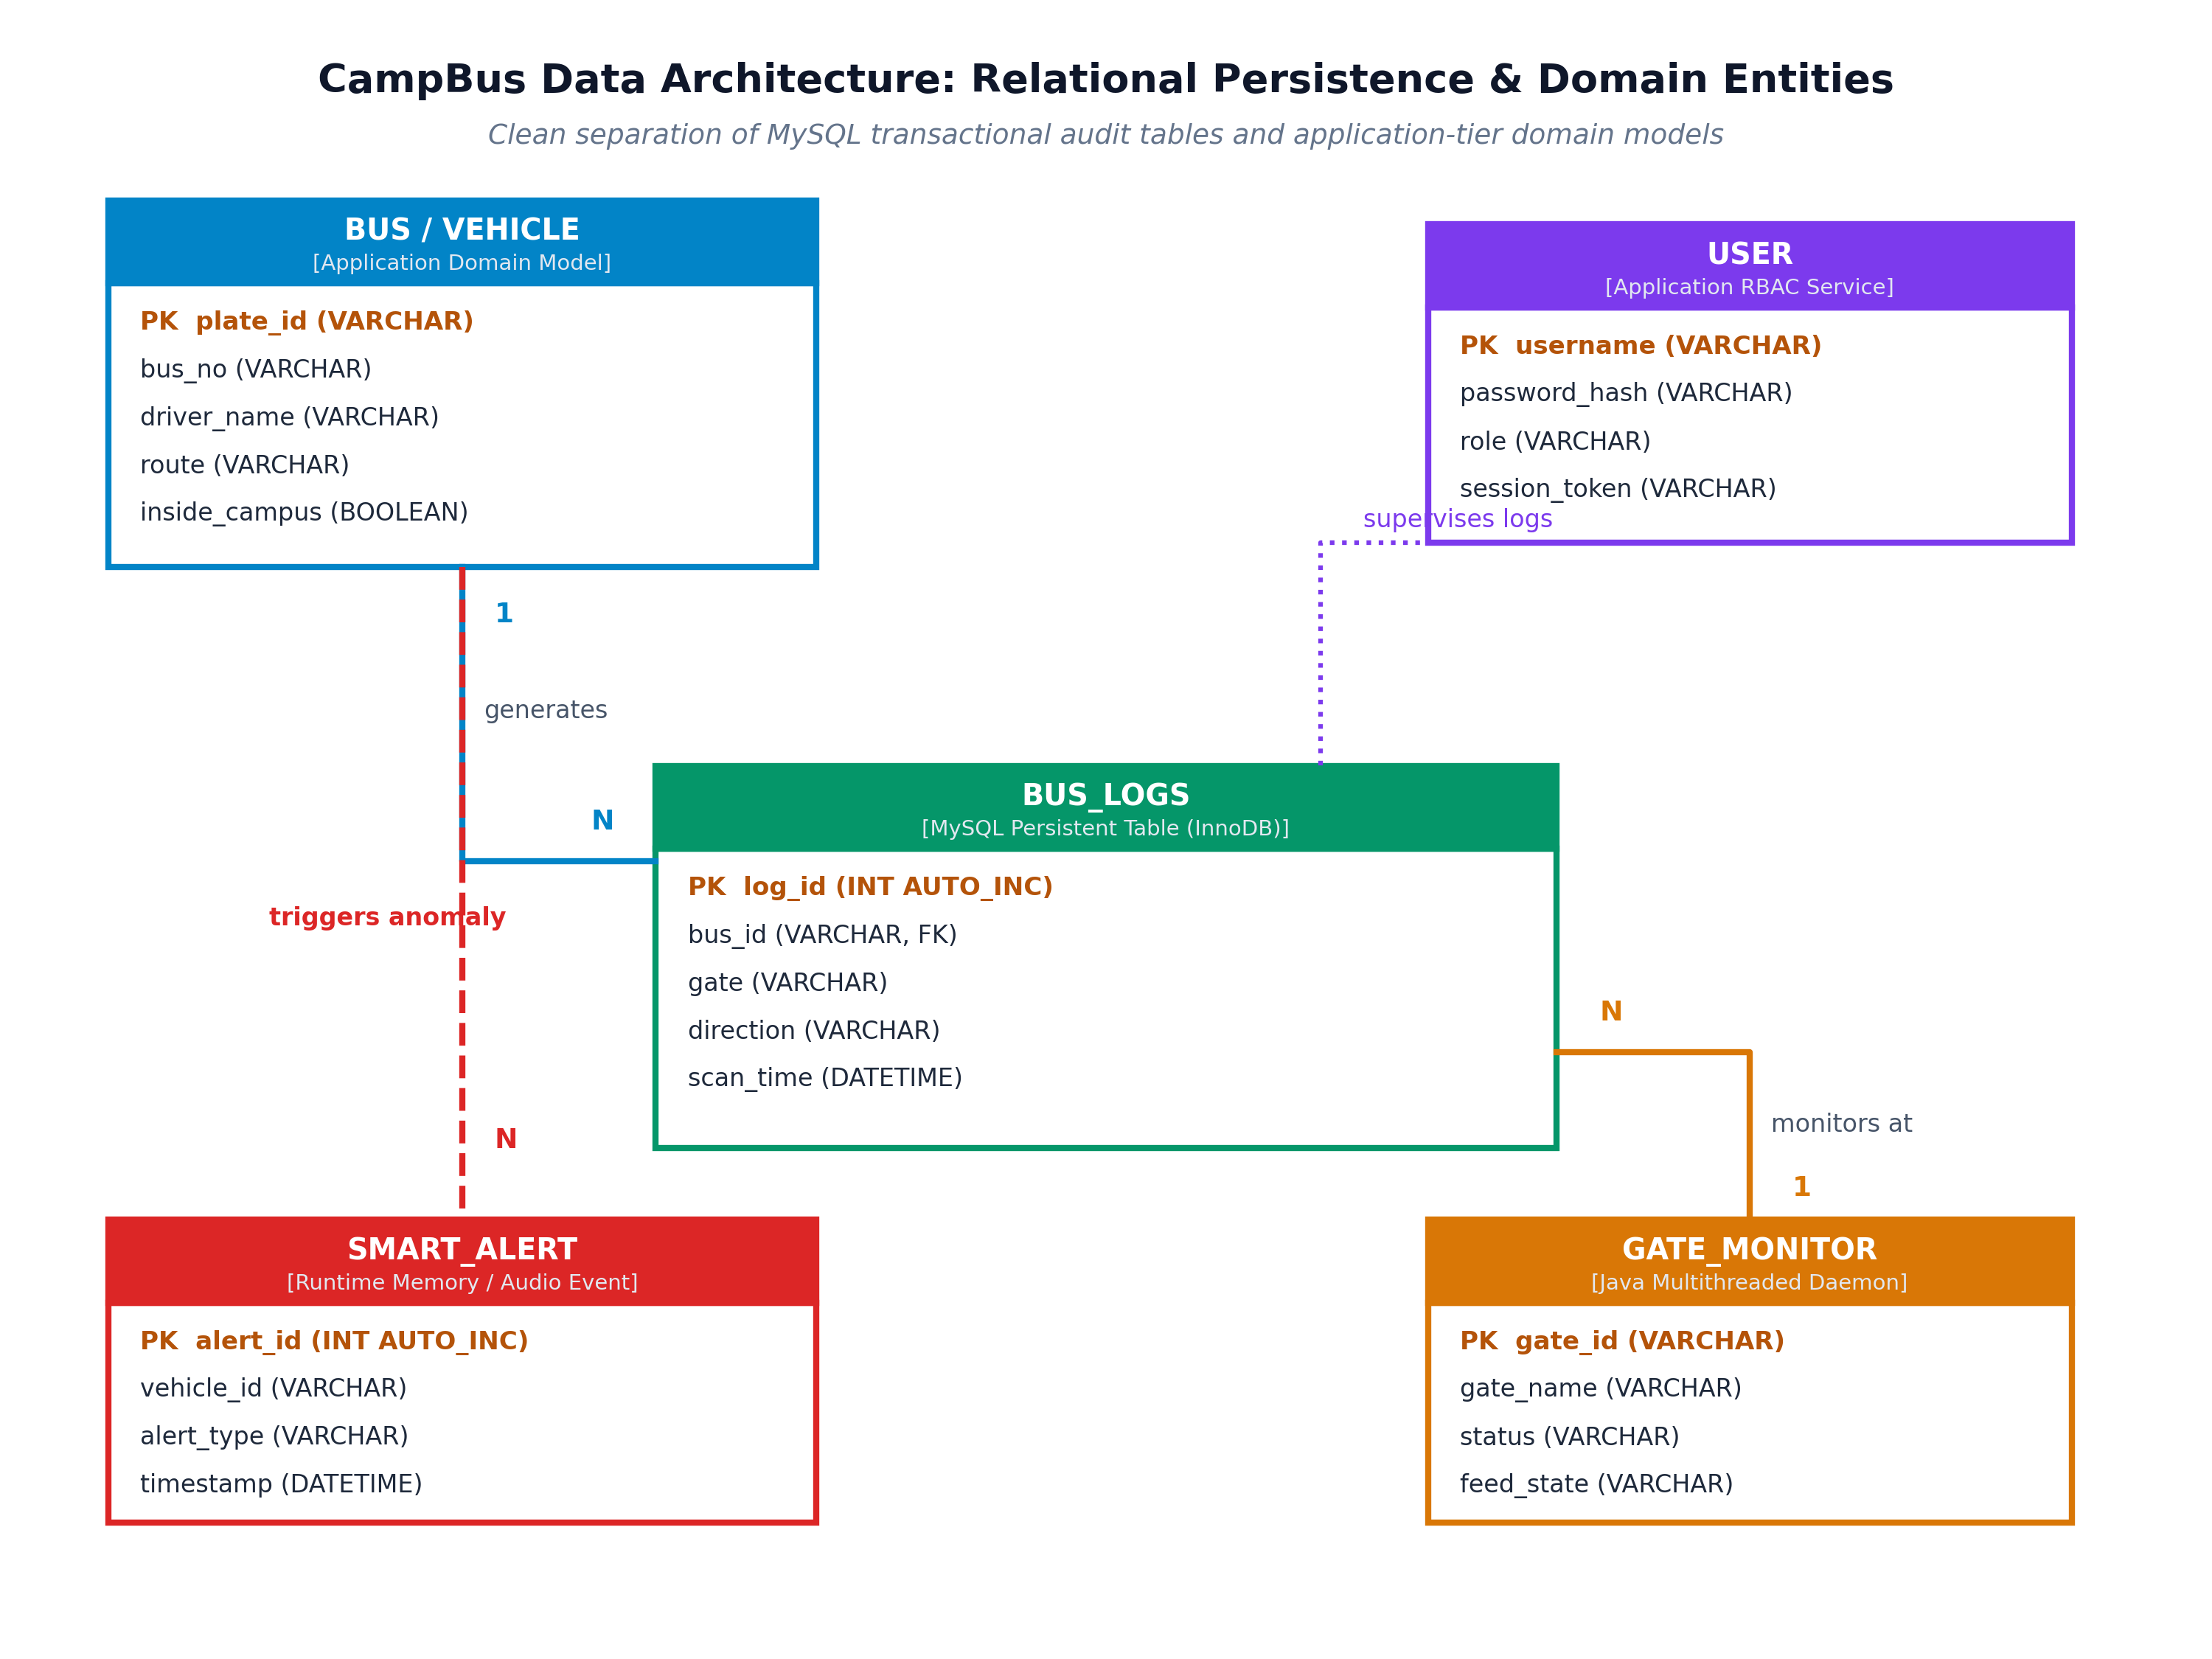 CampBus Data Architecture: Relational Persistence & Domain Entities
Clean separation of MySQL transactional audit tables and application-tier domain models
BUS / VEHICLE
[Application Domain Model]
PK plate_id (VARCHAR)
bus_no (VARCHAR)
driver_name (VARCHAR)
route (VARCHAR)
inside_campus (BOOLEAN)
USER
[Application RBAC Service]
PK username (VARCHAR)
password_hash (VARCHAR)
role (VARCHAR)
session_token (VARCHAR)
supervises logs
1
generates
N
BUS_LOGS
[MySQL Persistent Table (InnoDB)]
PK log_id (INT AUTO_INC)
bus_id (VARCHAR, FK)
gate (VARCHAR)
direction (VARCHAR)
scan_time (DATETIME)
triggers anomaly
N
N
monitors at
1
SMART_ALERT
[Runtime Memory / Audio Event]
PK alert_id (INT AUTO_INC)
vehicle_id (VARCHAR)
alert_type (VARCHAR)
timestamp (DATETIME)
GATE_MONITOR
[Java Multithreaded Daemon]
PK gate_id (VARCHAR)
gate_name (VARCHAR)
status (VARCHAR)
feed_state (VARCHAR)